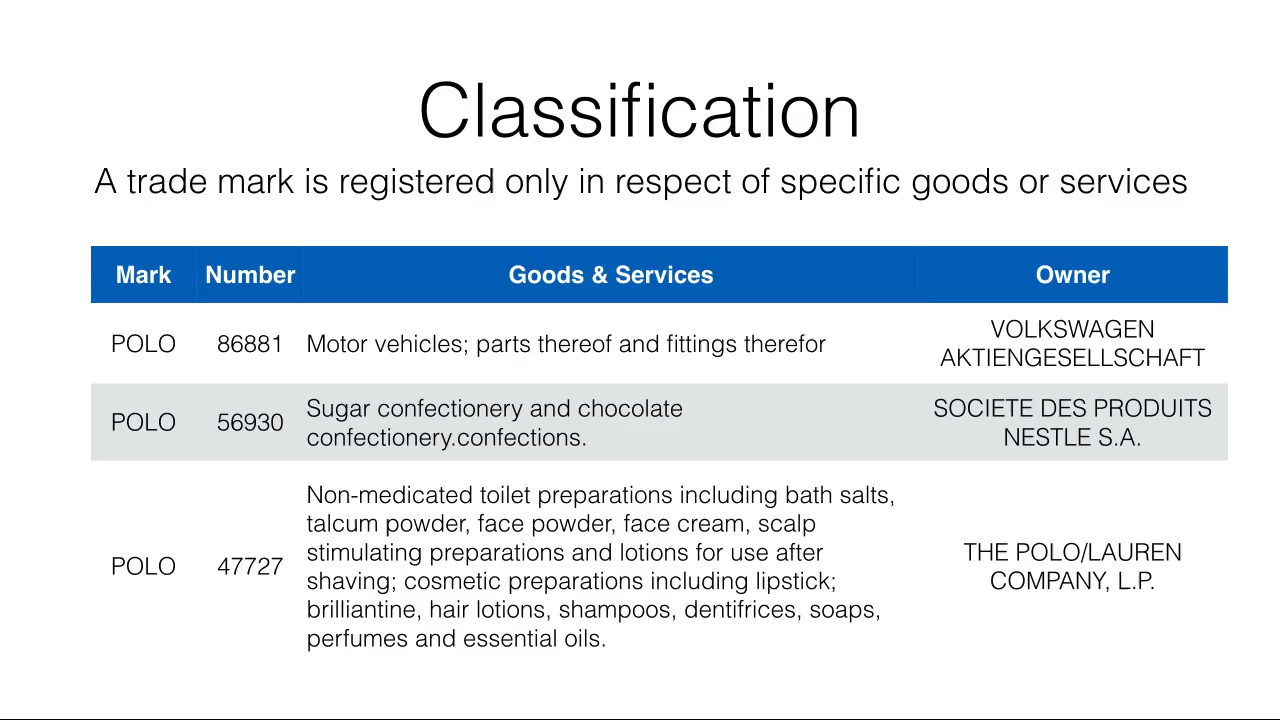 Classification
A trade mark is registered only in respect of specific goods or services
Mark Number Goods & Services Owner
POLO 86881 Motor vehicles; parts thereof and fittings therefor VOLKSWAGEN
AKTIENGESELLSCHAFT
POLO 56930 Sugar confectionery and chocolate
confectionery.confections. SOCIETE DES PRODUITS
NESTLE S.A.
POLO 47727 Non-medicated toilet preparations including bath salts,
talcum powder, face powder, face cream, scalp
stimulating preparations and lotions for use after
shaving; cosmetic preparations including lipstick;
brilliantine, hair lotions, shampoos, dentifrices, soaps,
perfumes and essential oils.
THE POLO/LAUREN
COMPANY, L.P.